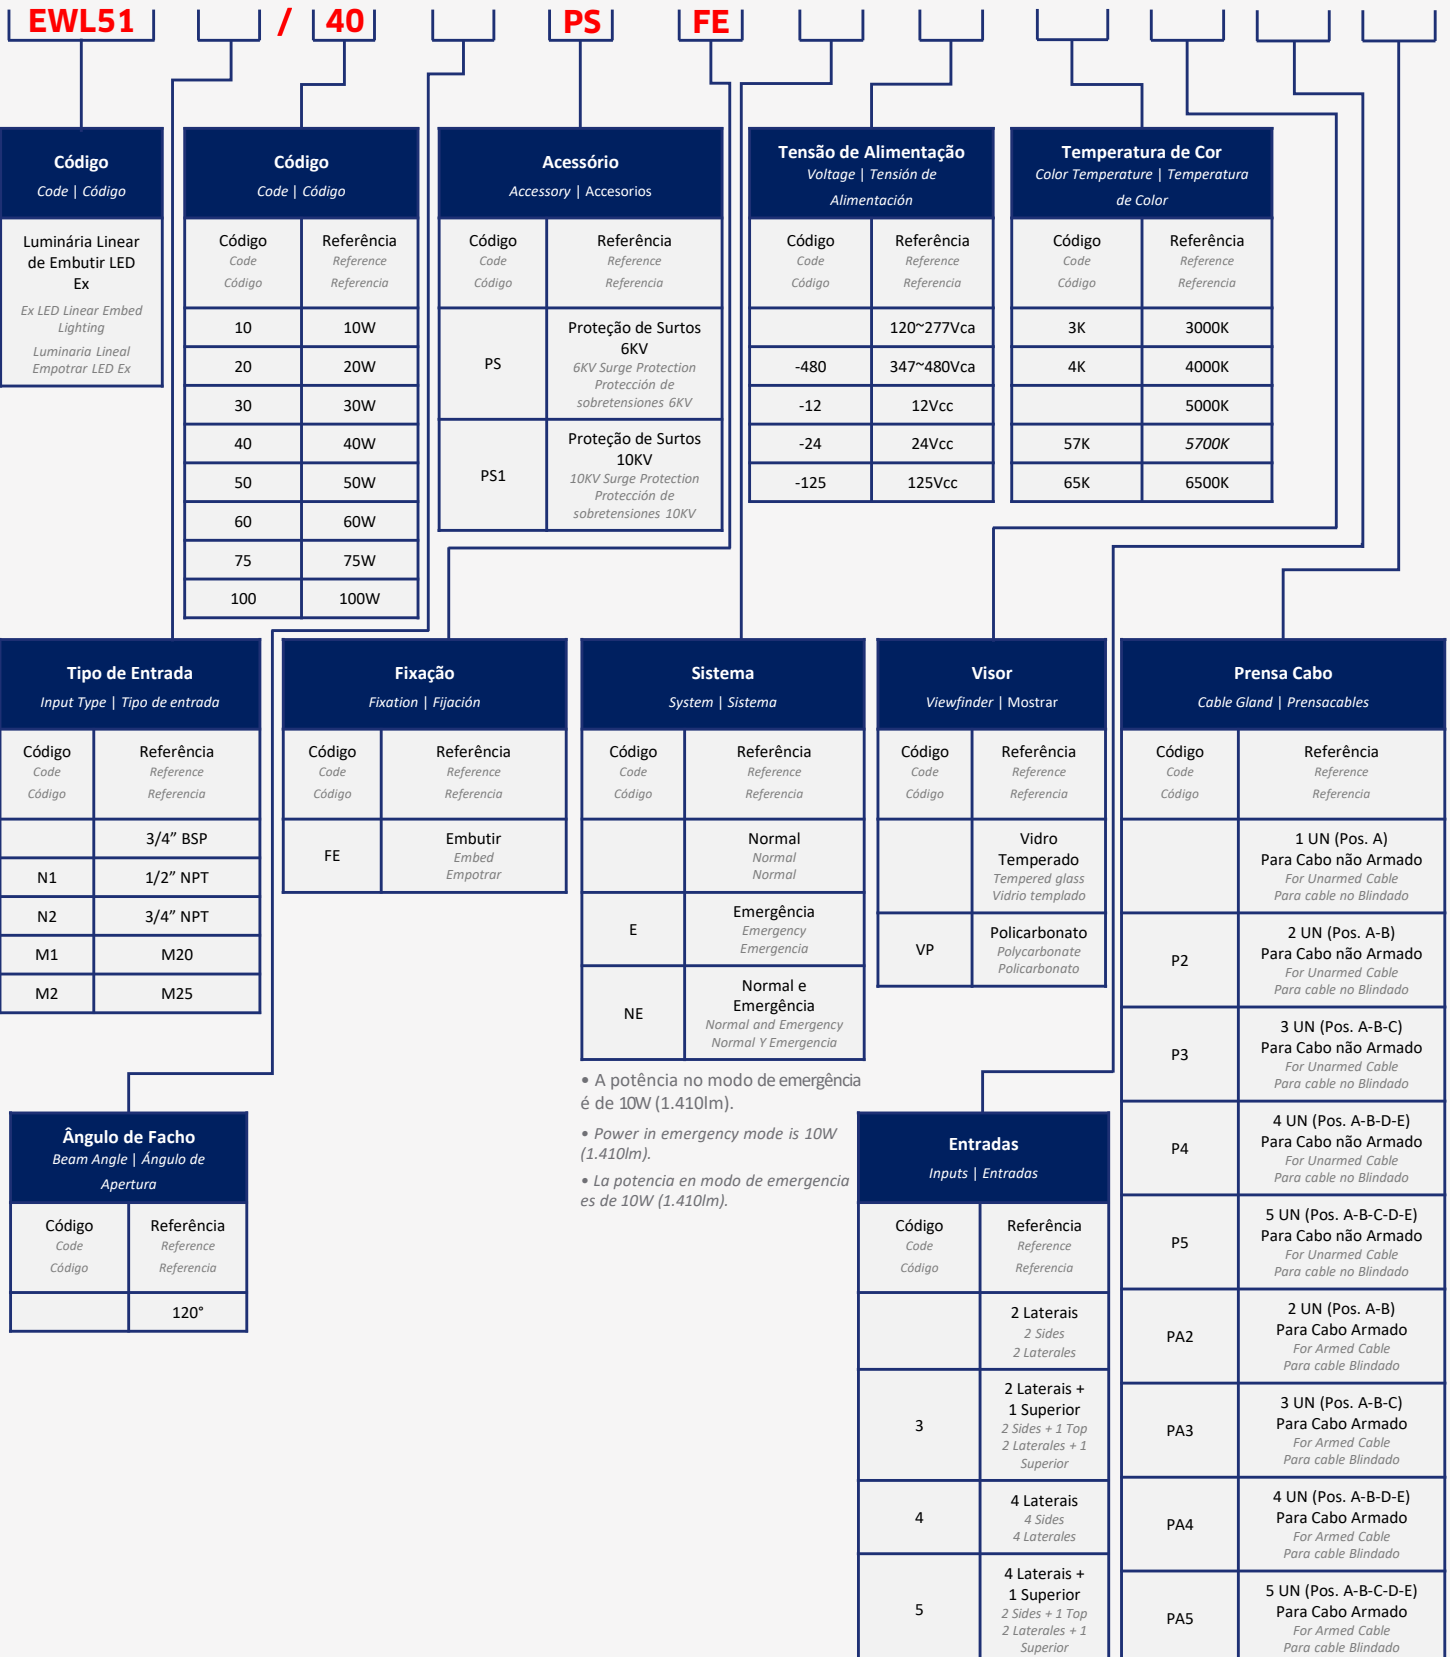 EWL51 / 40 PS FE
Código
Code | Código
Luminária Linear
de Embutir LED
Ex
Ex LED Linear Embed
Lighting
Luminaria Lineal
Empotrar LED Ex
Código
Code | Código
Código Referência
Code Reference
Código Referencia
10 10W
20 20W
30 30W
40 40W
50 50W
60 60W
75 75W
100 100W
Acessório
Accessory | Accesorios
Código Referência
Code Reference
Código Referencia
PS
Proteção de Surtos
6KV
6KV Surge Protection
Protección de
sobretensiones 6KV
PS1
Proteção de Surtos
10KV
10KV Surge Protection
Protección de
sobretensiones 10KV
Tensão de Alimentação
Voltage | Tensión de
Alimentación
Código Referência
Code Reference
Código Referencia
120~277Vca
-480 347~480Vca
-12 12Vcc
-24 24Vcc
-125 125Vcc
Temperatura de Cor
Color Temperature | Temperatura
de Color
Código Referência
Code Reference
Código Referencia
3K 3000K
4K 4000K
5000K
57K 5700K
65K 6500K
Tipo de Entrada
Input Type | Tipo de entrada
Código Referência
Code Reference
Código Referencia
3/4” BSP
N1 1/2” NPT
N2 3/4” NPT
M1 M20
M2 M25
Fixação
Fixation | Fijación
Código Referência
Code Reference
Código Referencia
FE
Embutir
Embed
Empotrar
Sistema
System | Sistema
Código Referência
Code Reference
Código Referencia
Normal
Normal
Normal
E
Emergência
Emergency
Emergencia
NE
Normal e
Emergência
Normal and Emergency
Normal Y Emergencia
• A potência no modo de emergência
é de 10W (1.410lm).
• Power in emergency mode is 10W
(1.410lm).
• La potencia en modo de emergencia
es de 10W (1.410lm).
Visor
Viewfinder | Mostrar
Código Referência
Code Reference
Código Referencia
Vidro
Temperado
Tempered glass
Vidrio templado
VP
Policarbonato
Polycarbonate
Policarbonato
Prensa Cabo
Cable Gland | Prensacables
Código Referência
Code Reference
Código Referencia
1 UN (Pos. A)
Para Cabo não Armado
For Unarmed Cable
Para cable no Blindado
P2
2 UN (Pos. A-B)
Para Cabo não Armado
For Unarmed Cable
Para cable no Blindado
P3
3 UN (Pos. A-B-C)
Para Cabo não Armado
For Unarmed Cable
Para cable no Blindado
P4
4 UN (Pos. A-B-D-E)
Para Cabo não Armado
For Unarmed Cable
Para cable no Blindado
P5
5 UN (Pos. A-B-C-D-E)
Para Cabo não Armado
For Unarmed Cable
Para cable no Blindado
PA2
2 UN (Pos. A-B)
Para Cabo Armado
For Armed Cable
Para cable Blindado
PA3
3 UN (Pos. A-B-C)
Para Cabo Armado
For Armed Cable
Para cable Blindado
PA4
4 UN (Pos. A-B-D-E)
Para Cabo Armado
For Armed Cable
Para cable Blindado
PA5
5 UN (Pos. A-B-C-D-E)
Para Cabo Armado
For Armed Cable
Para cable Blindado
Ângulo de Facho
Beam Angle | Ángulo de
Apertura
Código Referência
Code Reference
Código Referencia
120°
Entradas
Inputs | Entradas
Código Referência
Code Reference
Código Referencia
2 Laterais
2 Sides
2 Laterales
3
2 Laterais +
1 Superior
2 Sides + 1 Top
2 Laterales + 1
Superior
4
4 Laterais
4 Sides
4 Laterales
5
4 Laterais +
1 Superior
2 Sides + 1 Top
2 Laterales + 1
Superior